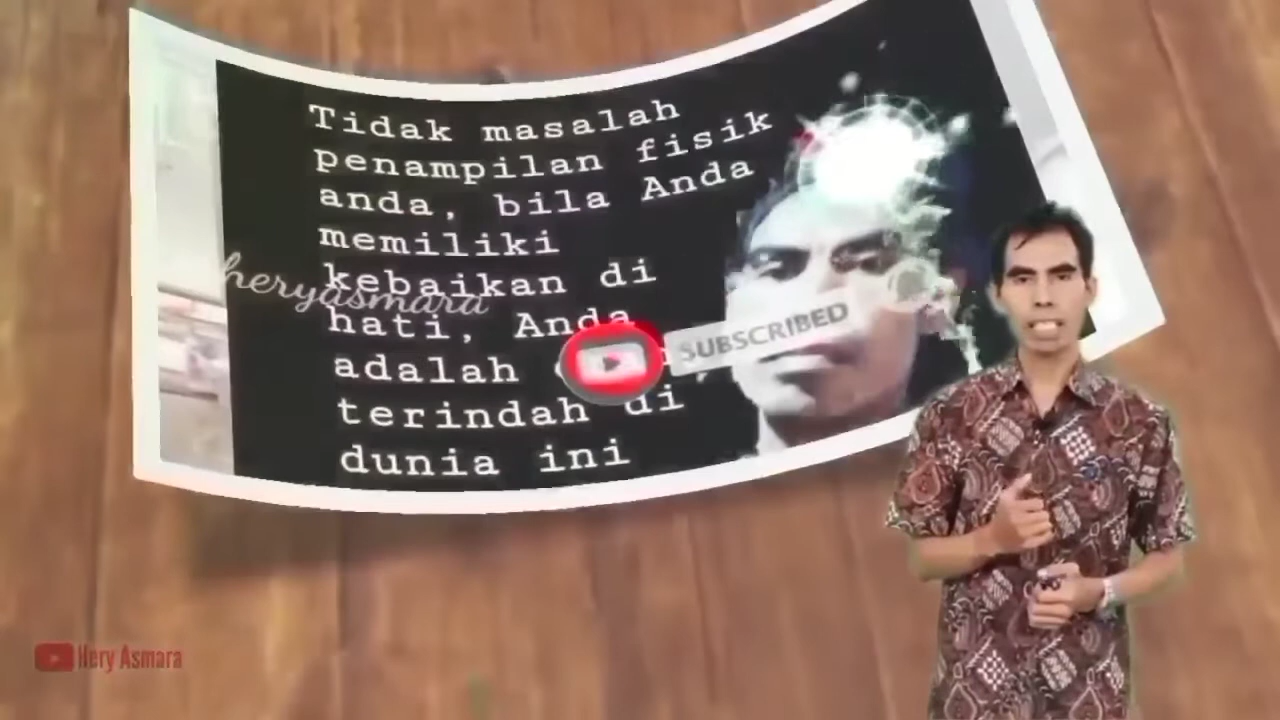 Tidak masalah
penampilan fisik
anda, bila Anda
memiliki
kebaikan di
heryasmara
hati, Anda
adalah
terindah di
dunia ini
SUBSCRIBED
Hery Asmara